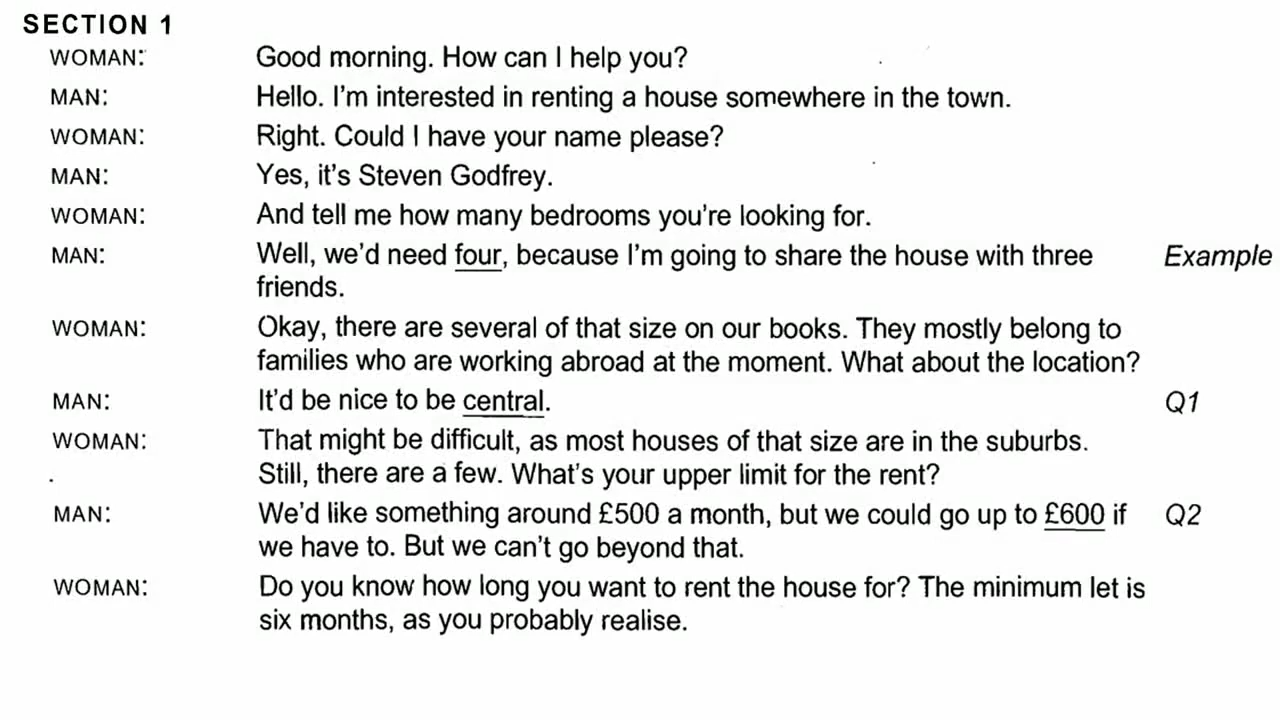 SECTION 1
WOMAN: Good morning. How can I help you?
MAN: Hello. I'm interested in renting a house somewhere in the town.
WOMAN: Right. Could I have your name please?
MAN: Yes, it's Steven Godfrey.
WOMAN: And tell me how many bedrooms you're looking for.
MAN: Well, we'd need four, because I'm going to share the house with three Example
friends.
WOMAN: Okay, there are several of that size on our books. They mostly belong to
families who are working abroad at the moment. What about the location?
MAN: It'd be nice to be central. Q1
WOMAN: That might be difficult, as most houses of that size are in the suburbs.
Still, there are a few. What's your upper limit for the rent?
MAN: We'd like something around £500 a month, but we could go up to £600 if Q2
we have to. But we can't go beyond that.
WOMAN: Do you know how long you want to rent the house for? The minimum let is
six months, as you probably realise.